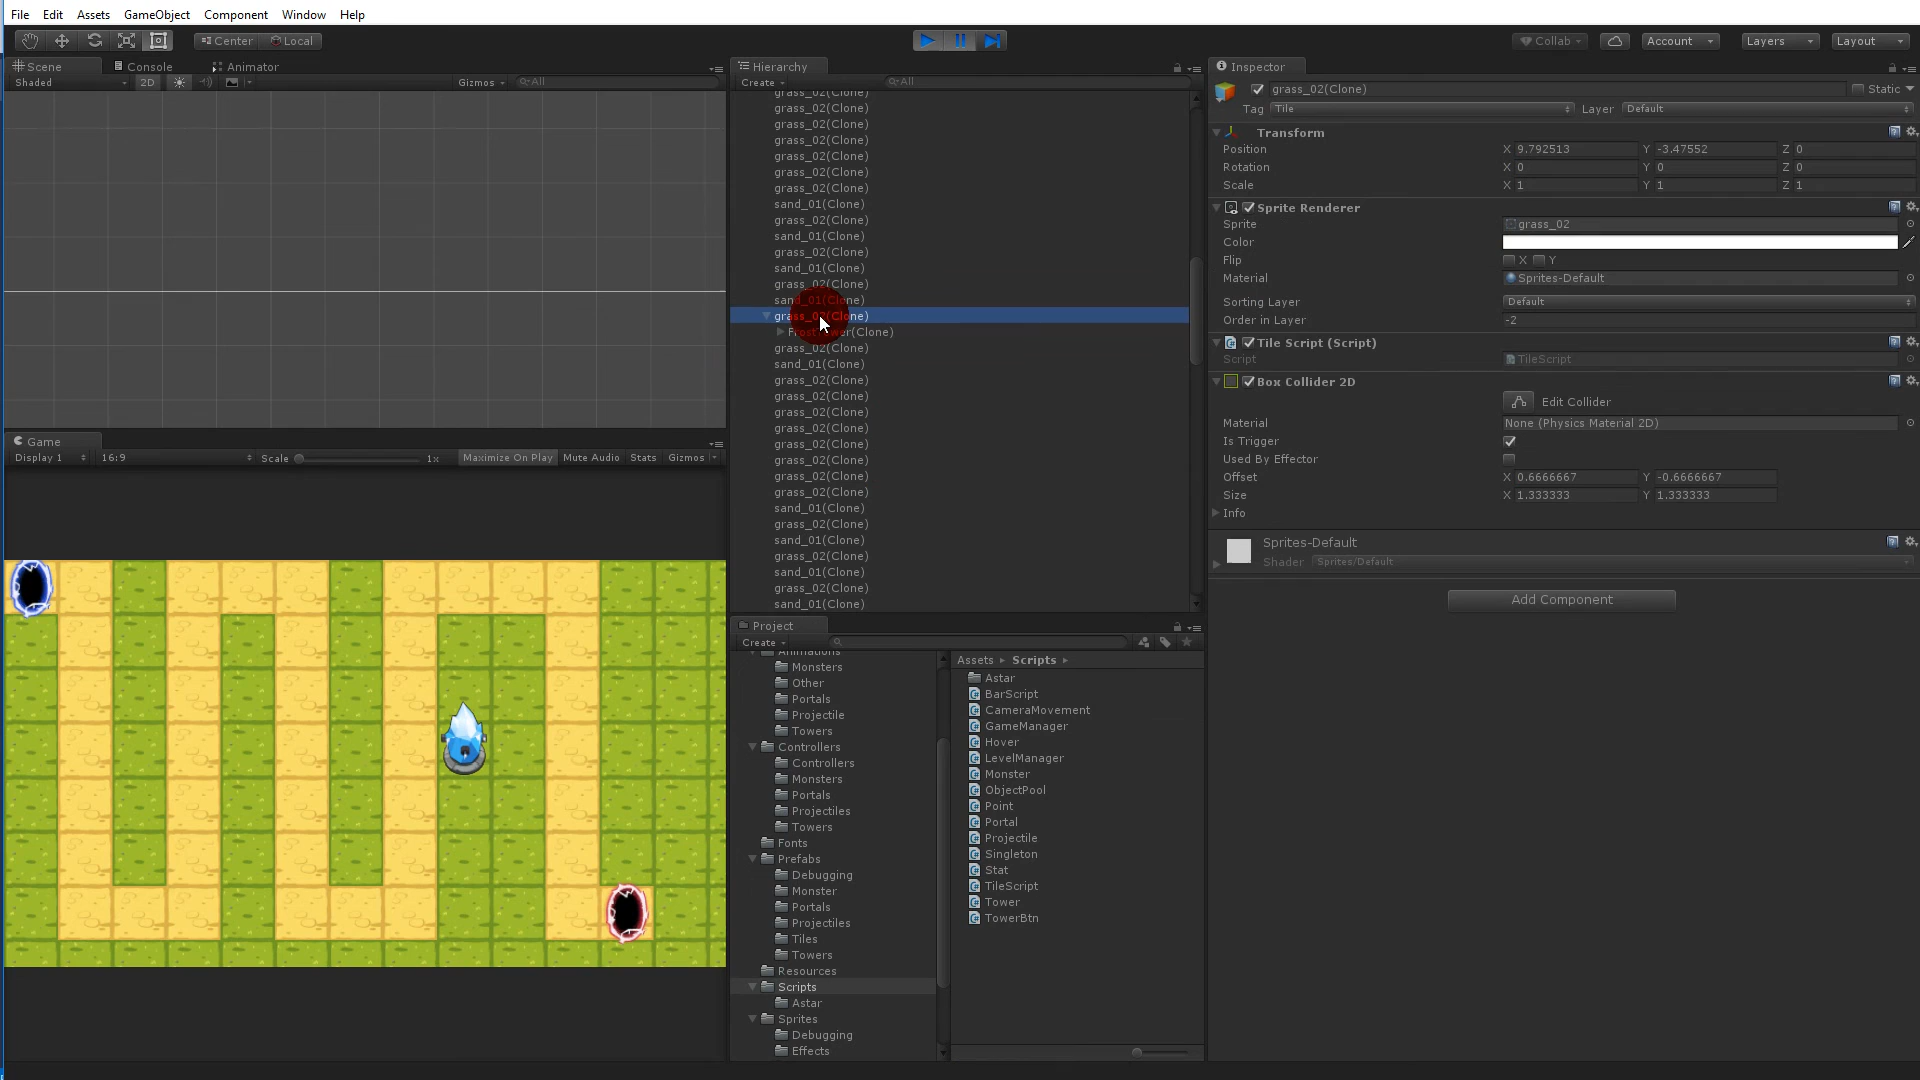 File Edit Assets GameObject Component Window Help
Center Local
Collab Account Layers Layout
Scene Console Animator
Shaded 2D Gizmos All
Game
Display 1 16:9 Scale 1x Maximize On Play Mute Audio Stats Gizmos
Hierarchy
Create All
grass_02(Clone)
grass_02(Clone)
grass_02(Clone)
grass_02(Clone)
grass_02(Clone)
grass_02(Clone)
grass_02(Clone)
sand_01(Clone)
grass_02(Clone)
sand_01(Clone)
grass_02(Clone)
sand_01(Clone)
grass_02(Clone)
sand_01(Clone)
grass_02(Clone)
FrostTower(Clone)
grass_02(Clone)
sand_01(Clone)
grass_02(Clone)
grass_02(Clone)
grass_02(Clone)
grass_02(Clone)
grass_02(Clone)
grass_02(Clone)
grass_02(Clone)
grass_02(Clone)
sand_01(Clone)
grass_02(Clone)
sand_01(Clone)
grass_02(Clone)
sand_01(Clone)
grass_02(Clone)
sand_01(Clone)
Project
Create
Animations
Monsters
Other
Portals
Projectile
Towers
Controllers
Controllers
Monsters
Portals
Projectiles
Towers
Fonts
Prefabs
Debugging
Monster
Portals
Projectiles
Tiles
Towers
Resources
Scripts
Astar
Sprites
Debugging
Effects
Assets Scripts
Astar
BarScript
CameraMovement
GameManager
Hover
LevelManager
Monster
ObjectPool
Point
Portal
Projectile
Singleton
Stat
TileScript
Tower
TowerBtn
Inspector
grass_02(Clone) Static
Tag Tile Layer Default
Transform
Position X 9.792513 Y -3.47552 Z 0
Rotation X 0 Y 0 Z 0
Scale X 1 Y 1 Z 1
Sprite Renderer
Sprite grass_02
Color
Flip X Y
Material Sprites-Default
Sorting Layer Default
Order in Layer -2
Tile Script (Script)
Script TileScript
Box Collider 2D
Edit Collider
Material None (Physics Material 2D)
Is Trigger
Used By Effector
Offset X 0.6666667 Y -0.6666667
Size X 1.333333 Y 1.333333
Info
Sprites-Default
Shader Sprites/Default
Add Component